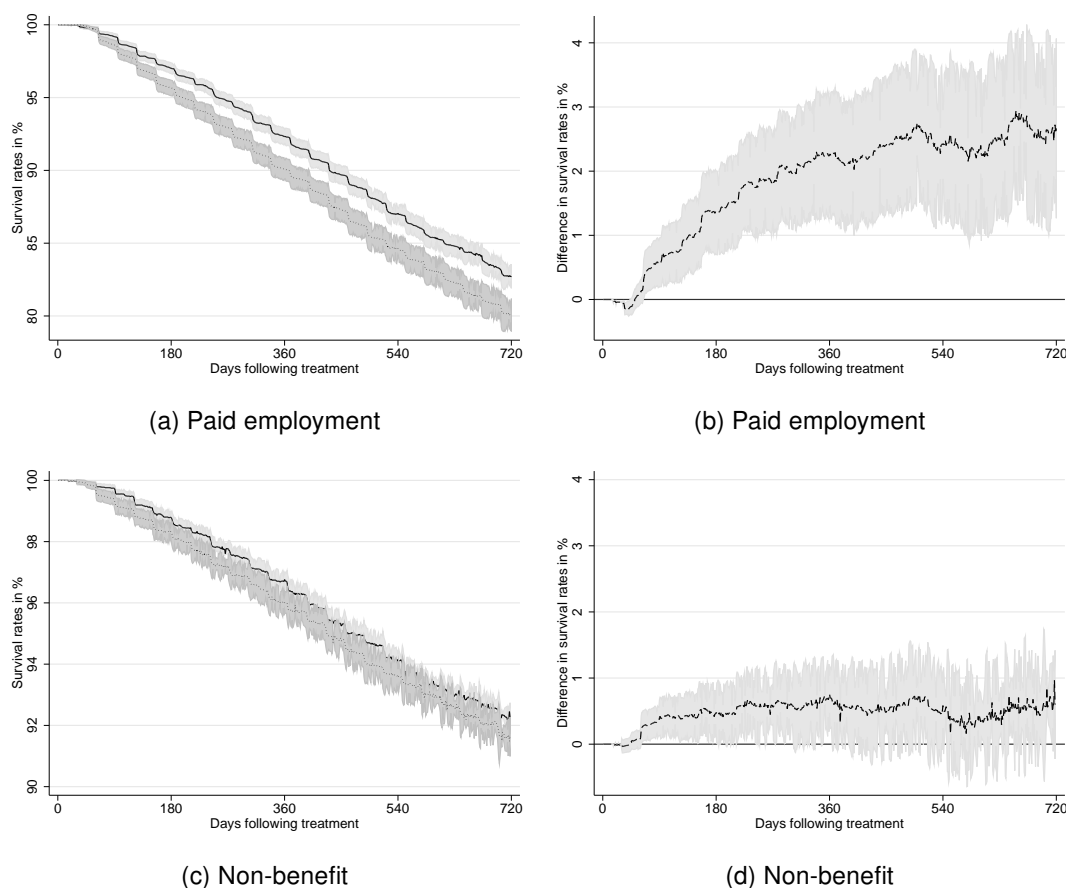 Survival rates in %
100
95
90
85
80
0 180 360 540 720
Days following treatment
(a) Paid employment
Difference in survival rates in %
4
3
2
1
0
0 180 360 540 720
Days following treatment
(b) Paid employment
Survival rates in %
100
98
96
94
92
90
0 180 360 540 720
Days following treatment
(c) Non-benefit
Difference in survival rates in %
4
3
2
1
0
0 180 360 540 720
Days following treatment
(d) Non-benefit